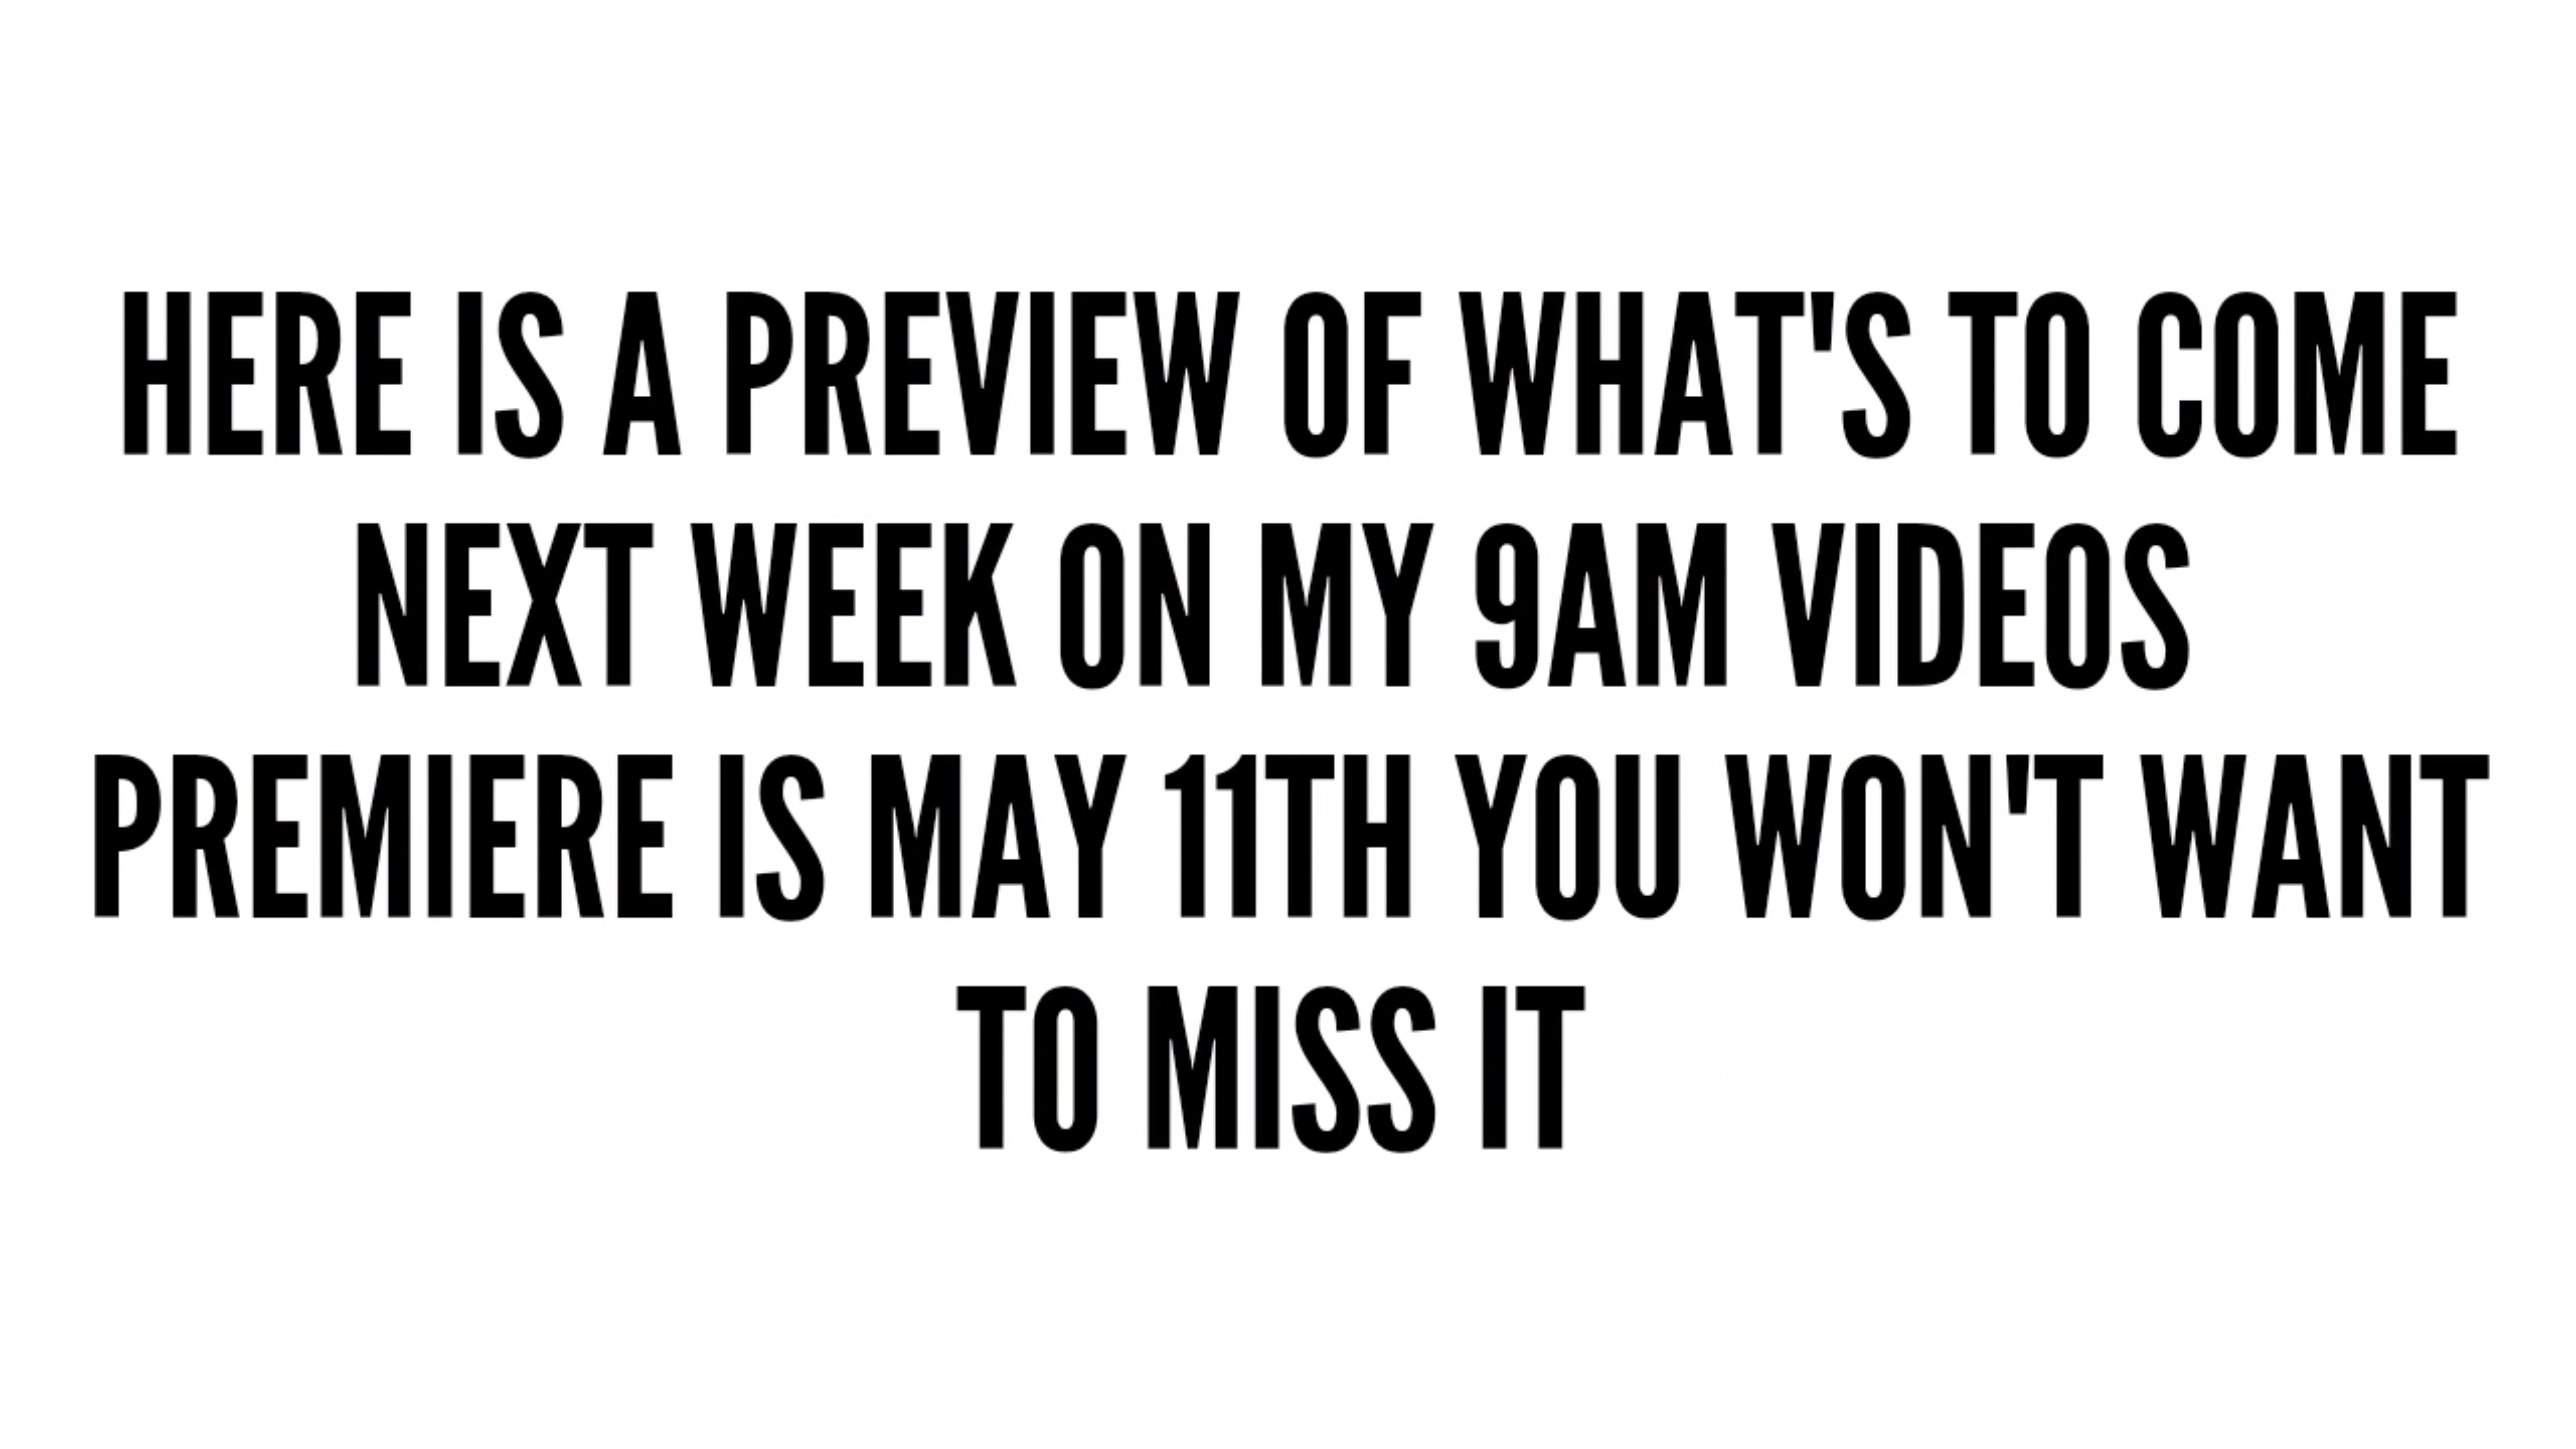 HERE IS A PREVIEW OF WHAT'S TO COME
NEXT WEEK ON MY 9AM VIDEOS
PREMIERE IS MAY 11TH YOU WON'T WANT
TO MISS IT